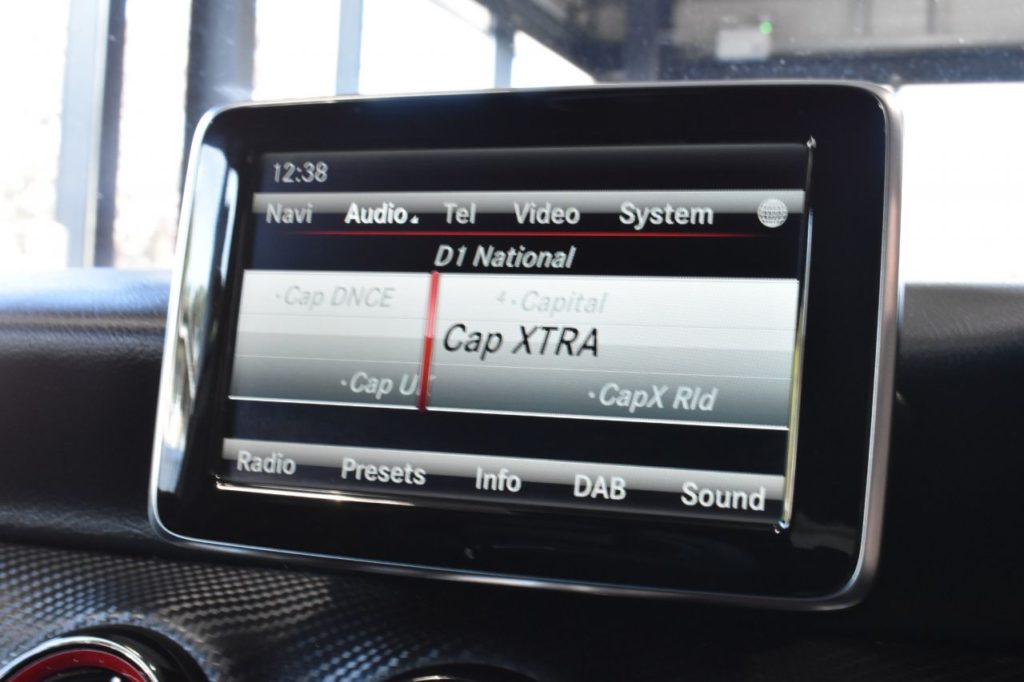 12:38
Navi Audio Tel Video System
D1 National
Cap DNCE 4 Capital
Cap XTRA
Cap U CapX Rld
Radio Presets Info DAB Sound